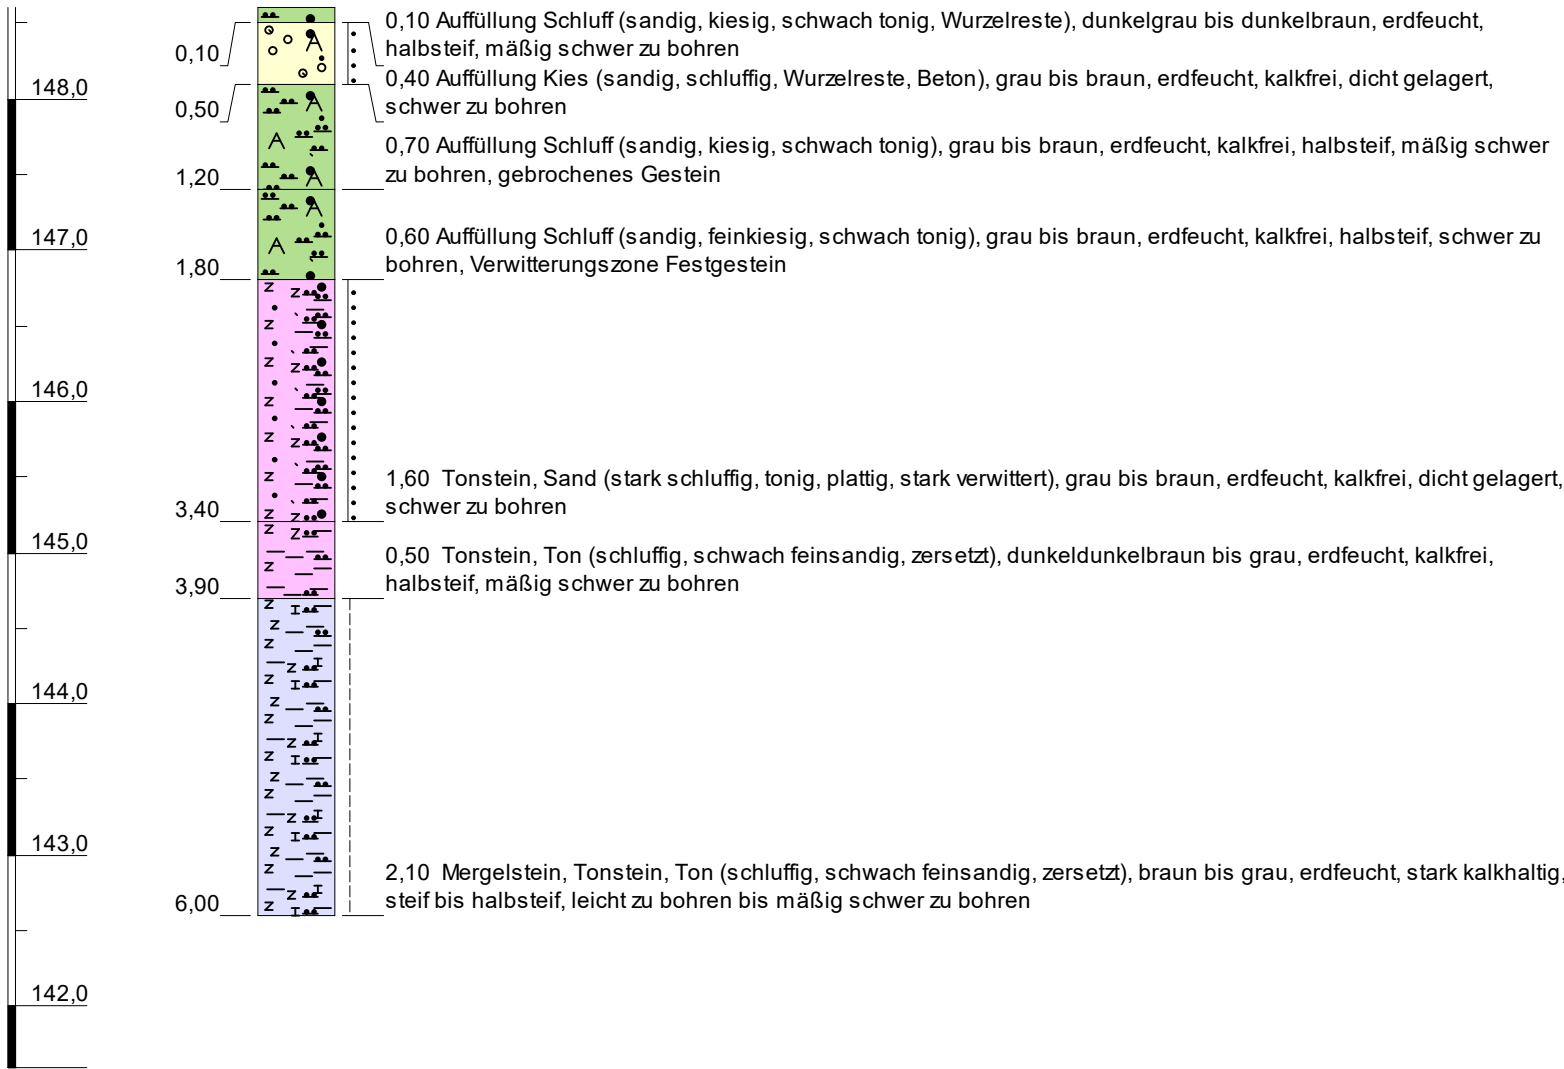 0,10 Auffüllung Schluff (sandig, kiesig, schwach tonig, Wurzelreste), dunkelgrau bis dunkelbraun, erdfeucht,
halbsteif, mäßig schwer zu bohren
0,10
0,40 Auffüllung Kies (sandig, schluffig, Wurzelreste, Beton), grau bis braun, erdfeucht, kalkfrei, dicht gelagert,
schwer zu bohren
148,0
0,50
0,70 Auffüllung Schluff (sandig, kiesig, schwach tonig), grau bis braun, erdfeucht, kalkfrei, halbsteif, mäßig schwer
zu bohren, gebrochenes Gestein
1,20
147,0
0,60 Auffüllung Schluff (sandig, feinkiesig, schwach tonig), grau bis braun, erdfeucht, kalkfrei, halbsteif, schwer zu
bohren, Verwitterungszone Festgestein
1,80
146,0
1,60 Tonstein, Sand (stark schluffig, tonig, plattig, stark verwittert), grau bis braun, erdfeucht, kalkfrei, dicht gelagert,
schwer zu bohren
3,40
145,0
0,50 Tonstein, Ton (schluffig, schwach feinsandig, zersetzt), dunkeldunkelbraun bis grau, erdfeucht, kalkfrei,
halbsteif, mäßig schwer zu bohren
3,90
144,0
143,0
2,10 Mergelstein, Tonstein, Ton (schluffig, schwach feinsandig, zersetzt), braun bis grau, erdfeucht, stark kalkhaltig,
steif bis halbsteif, leicht zu bohren bis mäßig schwer zu bohren
6,00
142,0